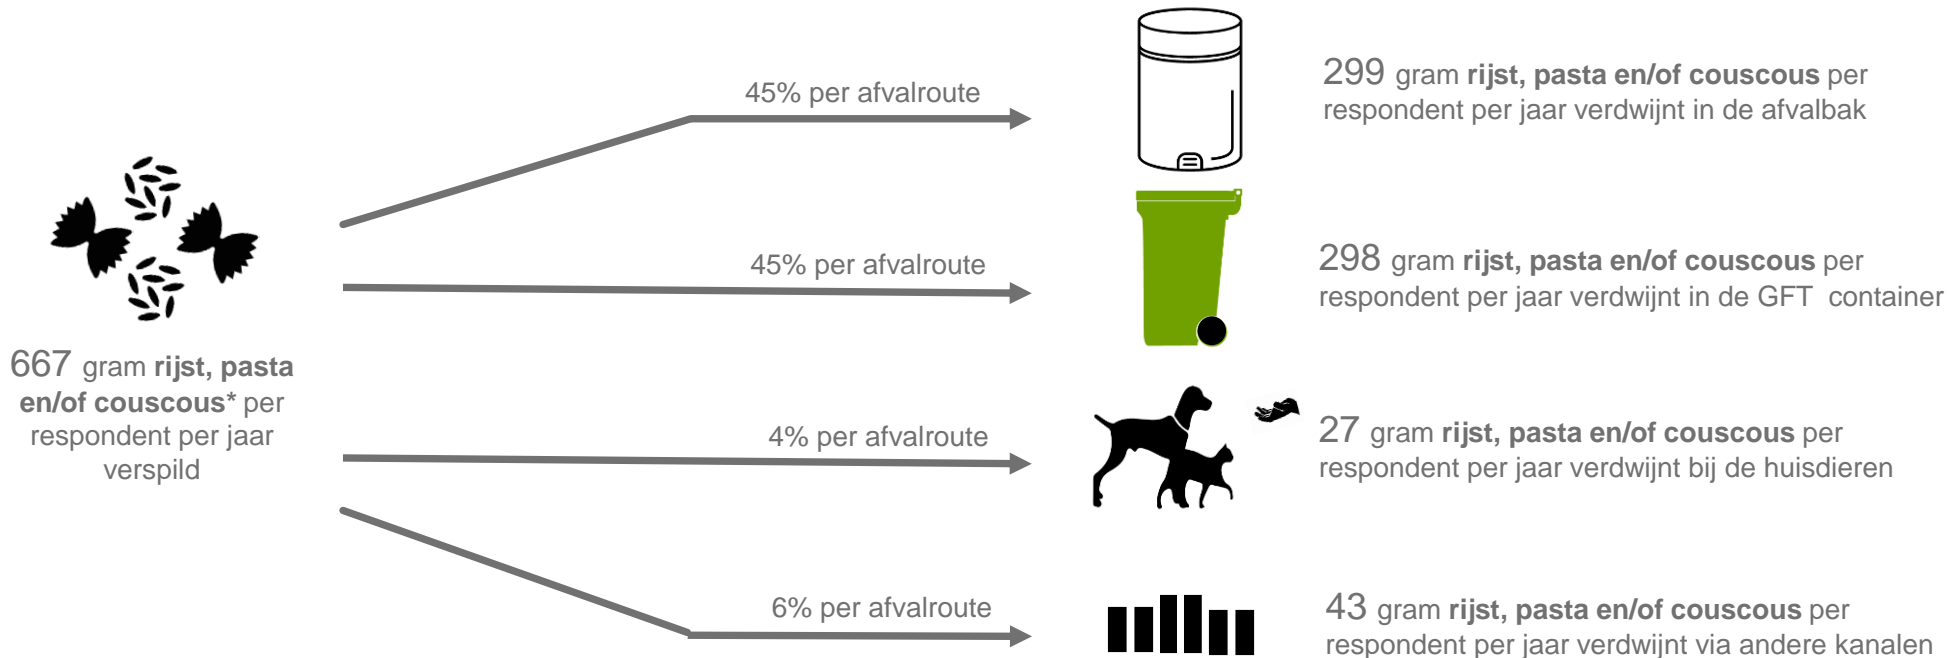 667 gram rijst, pasta
en/of couscous* per
respondent per jaar
verspild
45% per afvalroute
299 gram rijst, pasta en/of couscous per
respondent per jaar verdwijnt in de afvalbak
45% per afvalroute
298 gram rijst, pasta en/of couscous per
respondent per jaar verdwijnt in de GFT  container
4% per afvalroute
27 gram rijst, pasta en/of couscous per
respondent per jaar verdwijnt bij de huisdieren
6% per afvalroute
43 gram rijst, pasta en/of couscous per
respondent per jaar verdwijnt via andere kanalen